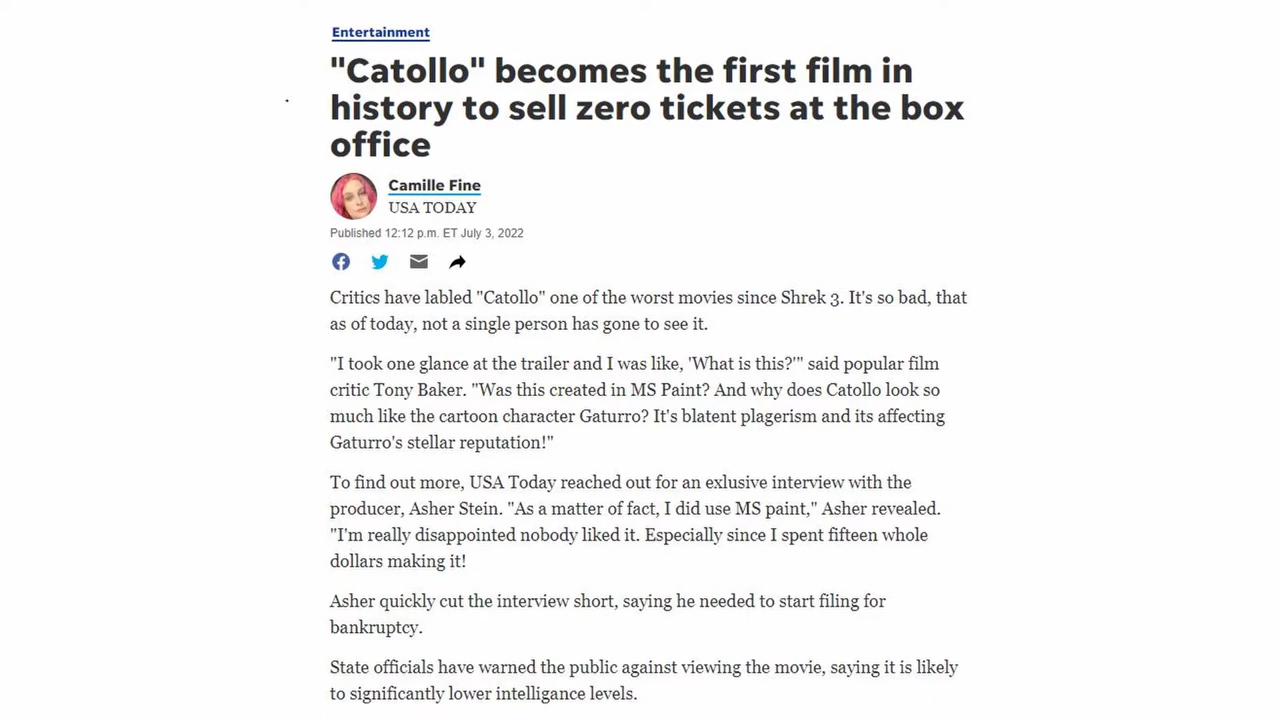 Entertainment
"Catollo" becomes the first film in
history to sell zero tickets at the box
office
Camille Fine
USA TODAY
Published 12:12 p.m. ET July 3, 2022
Critics have labled "Catollo" one of the worst movies since Shrek 3. It's so bad, that
as of today, not a single person has gone to see it.
"I took one glance at the trailer and I was like, 'What is this?'" said popular film
critic Tony Baker. "Was this created in MS Paint? And why does Catollo look so
much like the cartoon character Gaturro? It's blatent plagerism and its affecting
Gaturro's stellar reputation!"
To find out more, USA Today reached out for an exlusive interview with the
producer, Asher Stein. "As a matter of fact, I did use MS paint," Asher revealed.
"I'm really disappointed nobody liked it. Especially since I spent fifteen whole
dollars making it!
Asher quickly cut the interview short, saying he needed to start filing for
bankruptcy.
State officials have warned the public against viewing the movie, saying it is likely
to significantly lower intelligance levels.